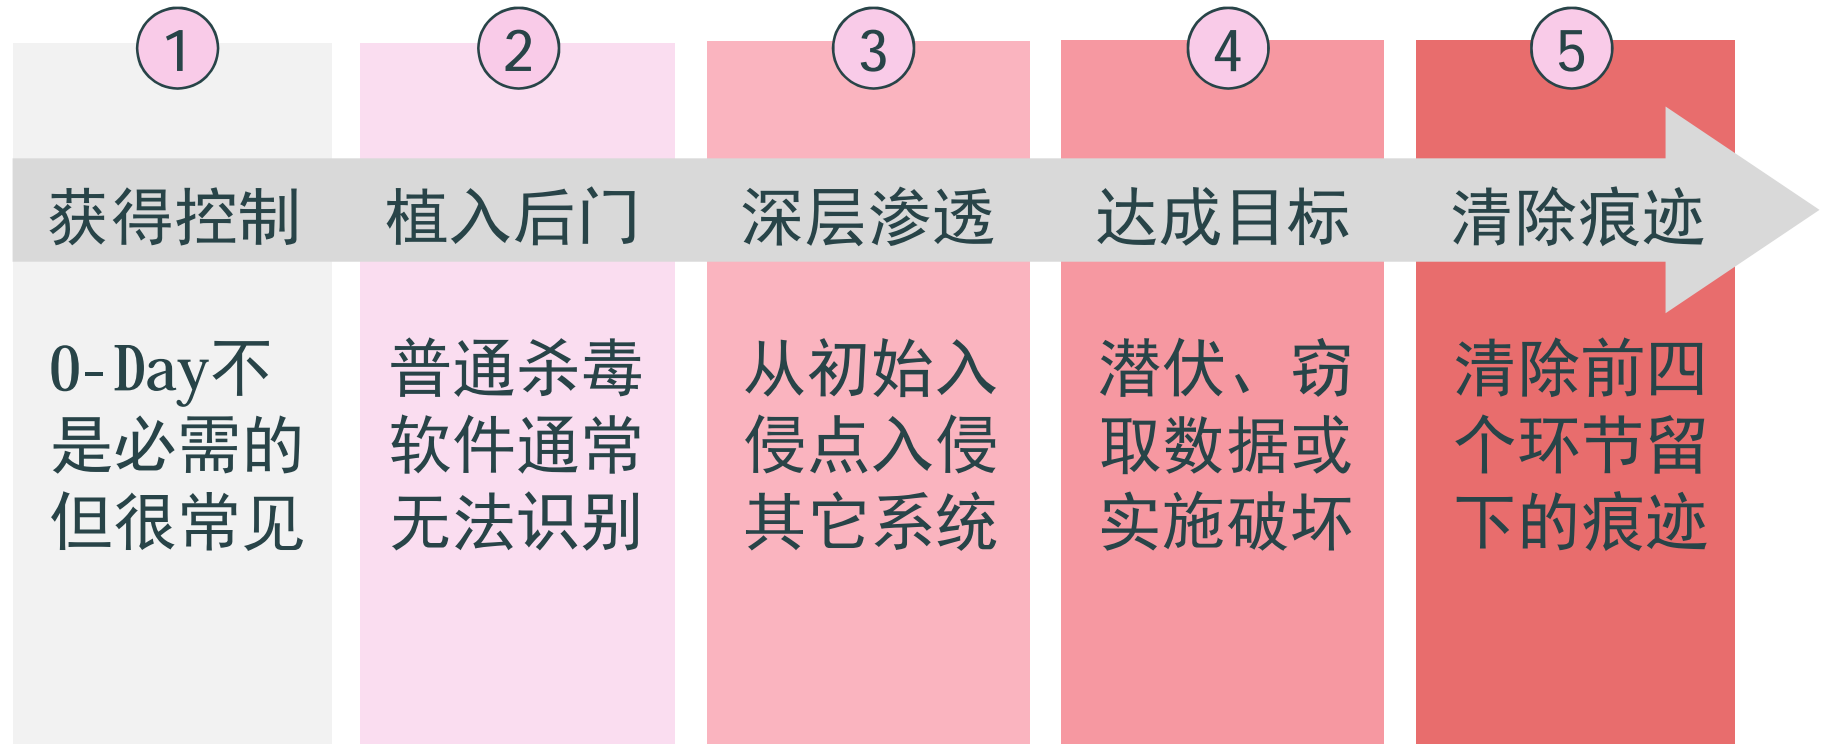 1
2
3
4
5
获得控制
植入后门
深层渗透
达成目标
清除痕迹
0-Day不
是必需的
但很常见
普通杀毒
软件通常
无法识别
从初始入
侵点入侵
其它系统
潜伏、窃
取数据或
实施破坏
清除前四
个环节留
下的痕迹